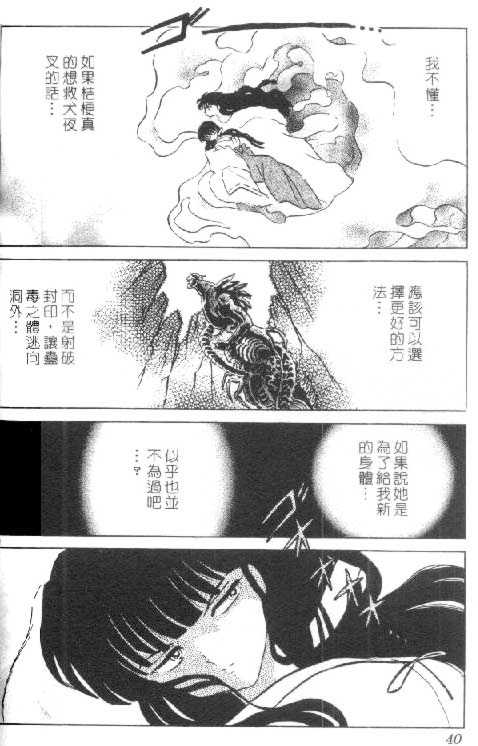 我不懂…
如果桔梗真
的想救犬夜
叉的話…
ゴ
應該可以選
擇更好的方
法…
而不是射破
封印，讓蠱
毒之體逃向
洞外…
如果說她是
為了給我新
的身體…
似乎也並
不為過吧
…？
40